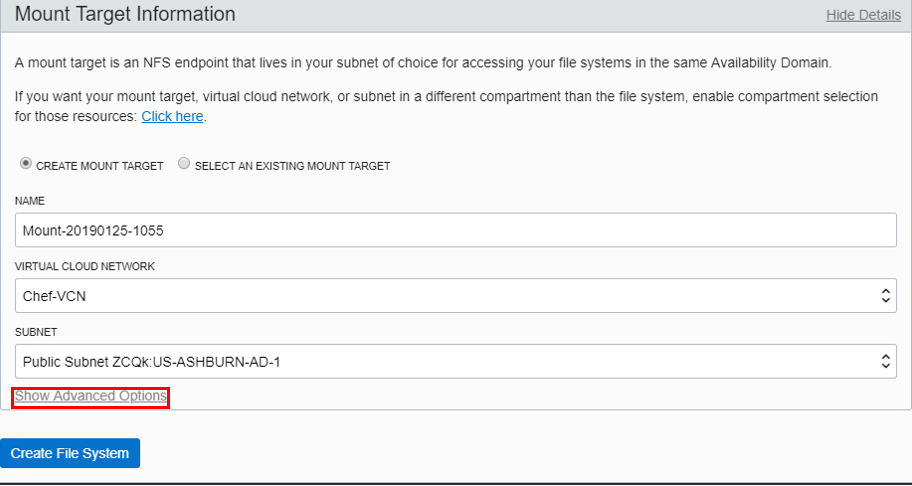 Mount Target Information
Hide Details
A mount target is an NFS endpoint that lives in your subnet of choice for accessing your file systems in the same Availability Domain.
If you want your mount target, virtual cloud network, or subnet in a different compartment than the file system, enable compartment selection
for those resources: Click here.
CREATE MOUNT TARGET SELECT AN EXISTING MOUNT TARGET
NAME
Mount-20190125-1055
VIRTUAL CLOUD NETWORK
Chef-VCN
SUBNET
Public Subnet ZCQk:US-ASHBURN-AD-1
Show Advanced Options
Create File System